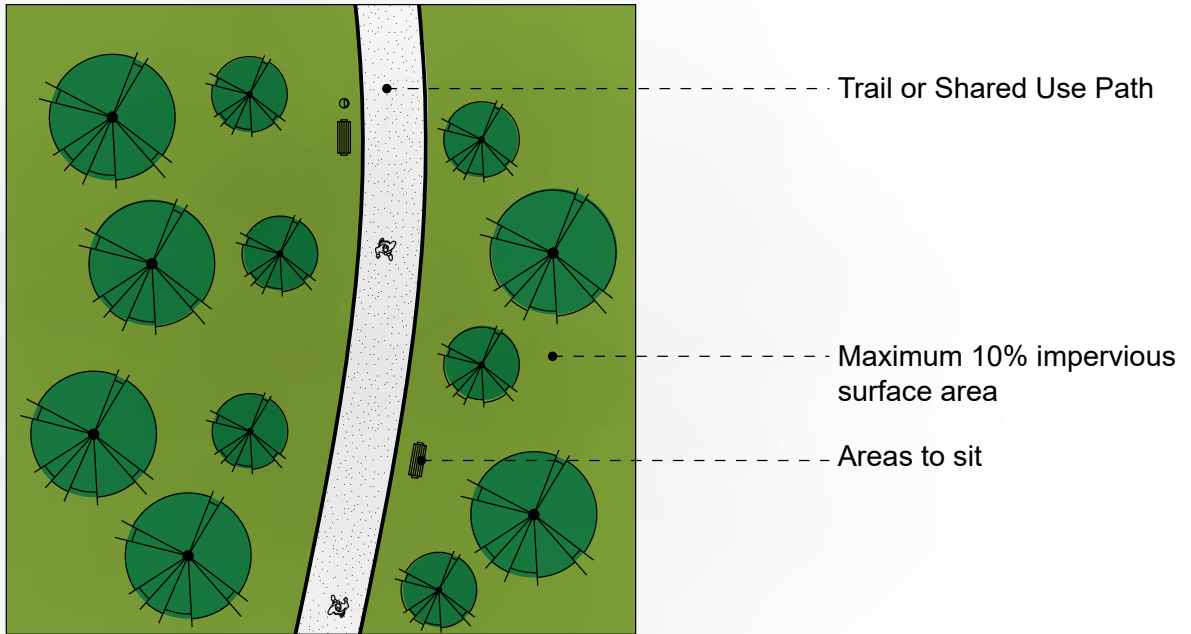 Trail or Shared Use Path
Maximum 10% impervious
surface area
Areas to sit